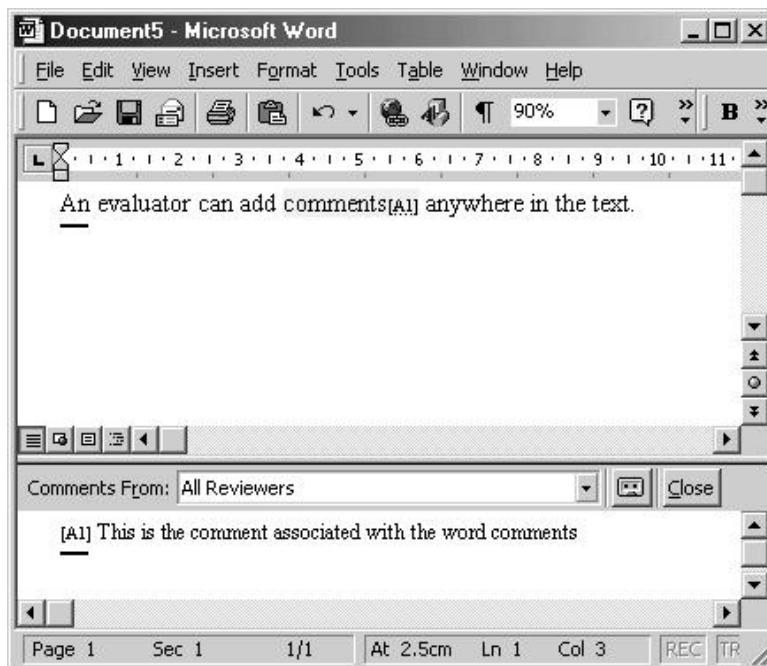 Document5 - Microsoft Word
File Edit View Insert Format Tools Table Window Help
¶ 90% B
L 1 2 3 4 5 6 7 8 9 10 11
An evaluator can add comments[A1] anywhere in the text.
Comments From: All Reviewers Close
[A1] This is the comment associated with the word comments
Page 1 Sec 1 1/1 At 2.5cm Ln 1 Col 3 REC TR